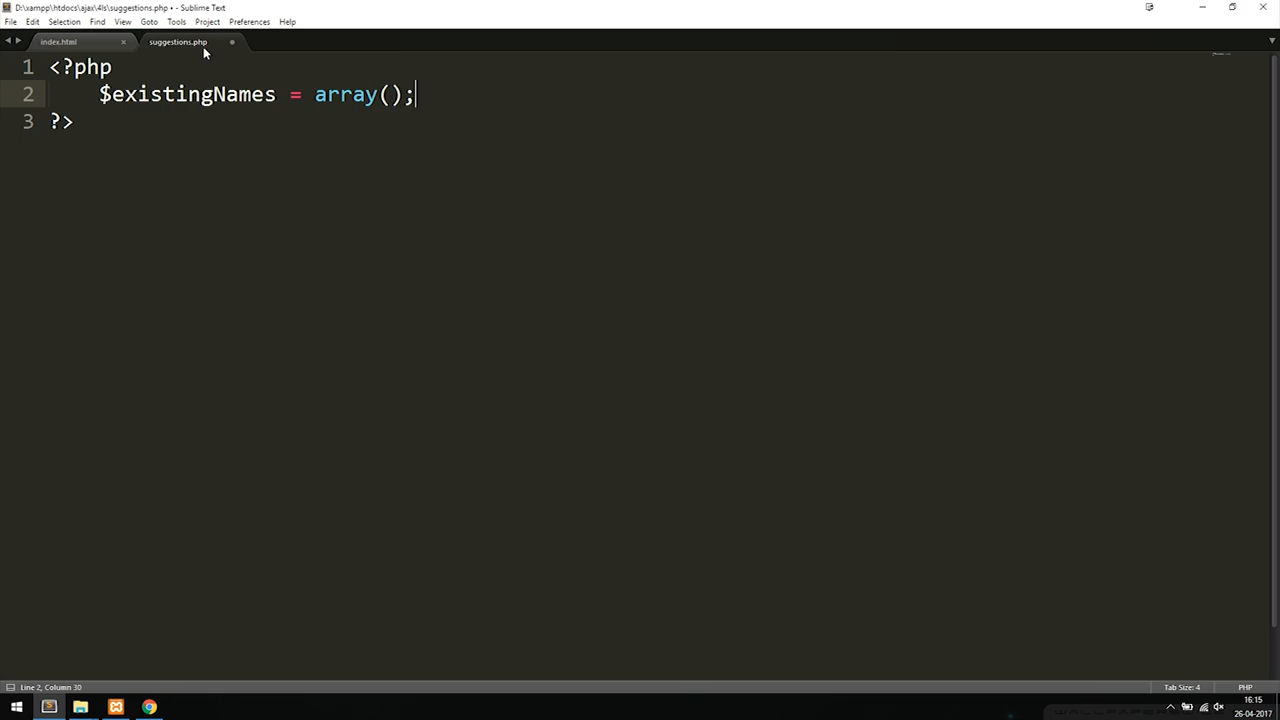 D:\xampp\htdocs\ajax\4ls\suggestions.php • - Sublime Text
File Edit Selection Find View Goto Tools Project Preferences Help
index.html × suggestions.php
1 <?php
2 $existingNames = array();
3 ?>
Line 2, Column 30 Tab Size: 4 PHP
16:15
26-04-2017